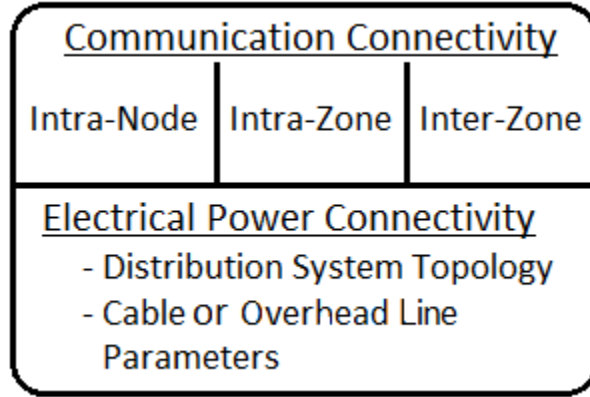 Communication Connectivity
Intra-Node Intra-Zone Inter-Zone
Electrical Power Connectivity
- Distribution System Topology
- Cable or Overhead Line
Parameters